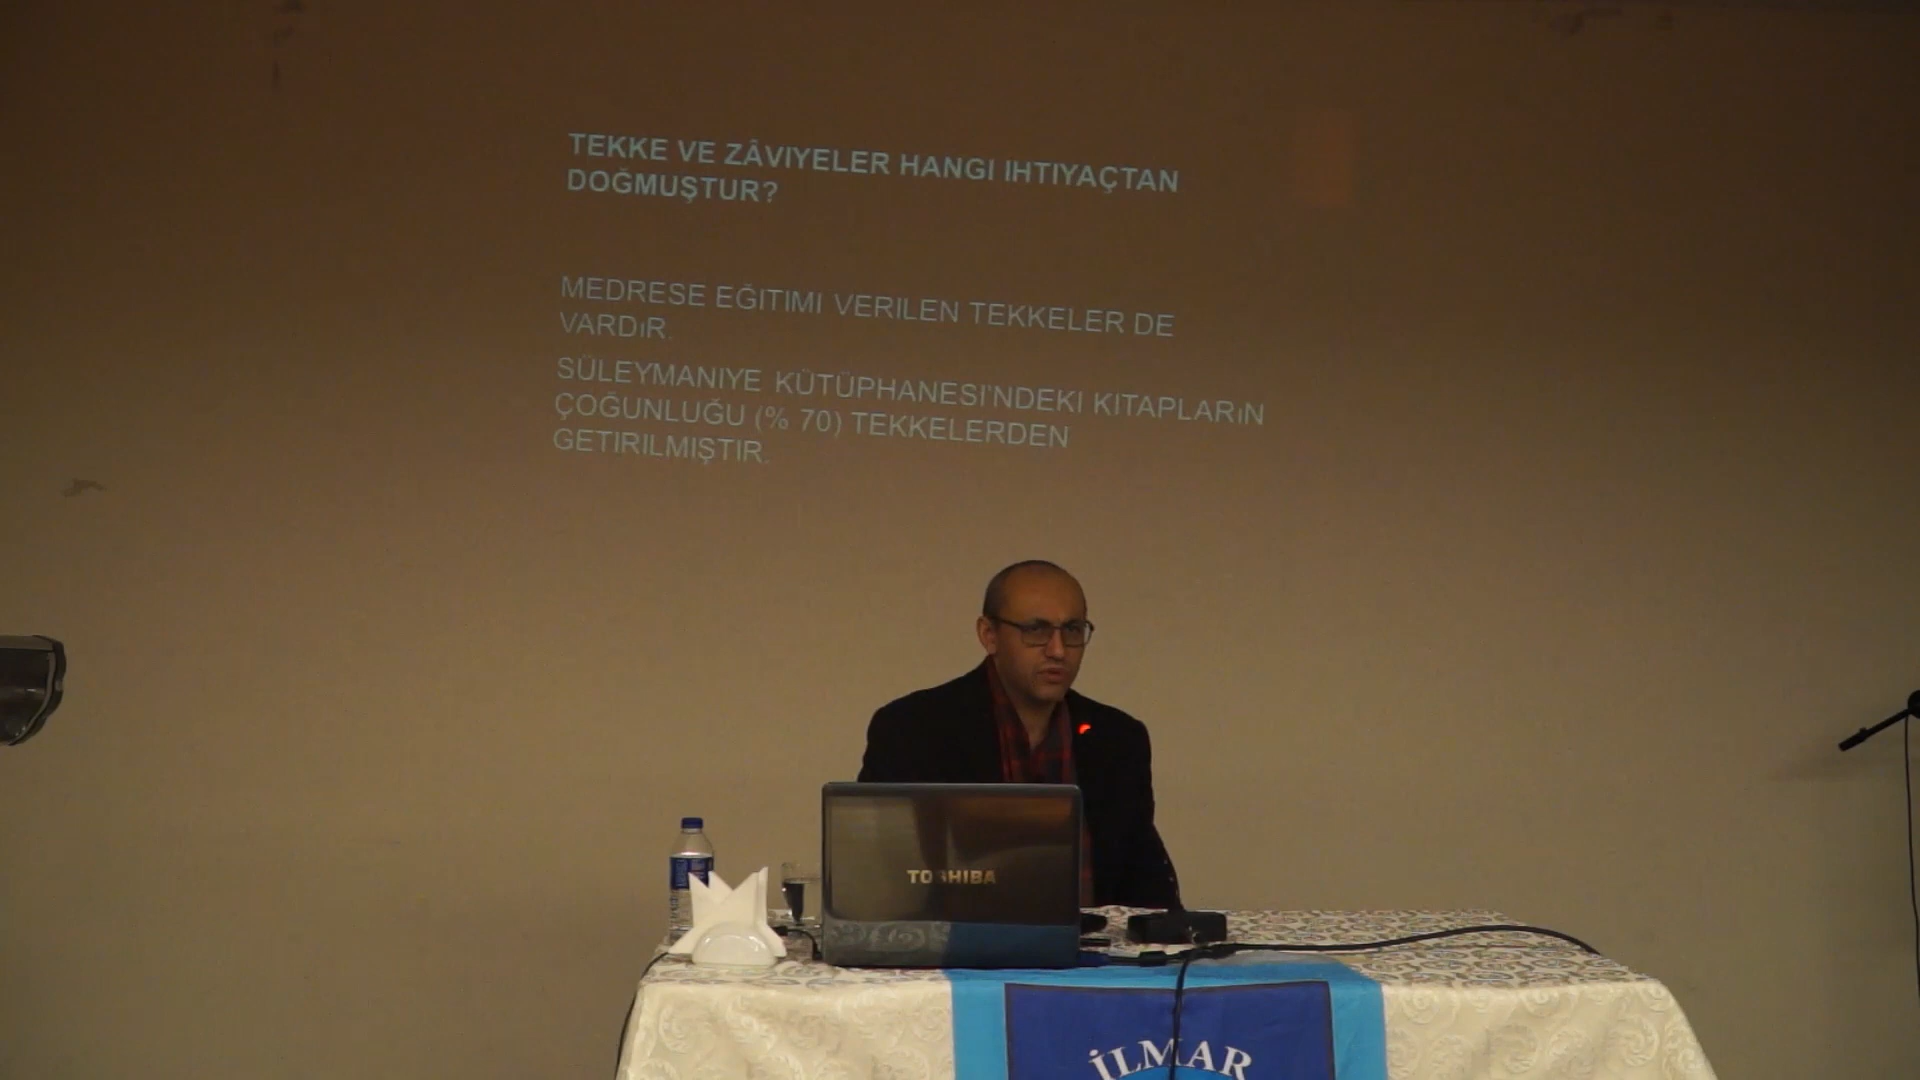 TEKKE VE ZÂVIYELER HANGI IHTIYAÇTAN
DOĞMUŞTUR?
MEDRESE EĞITIMI VERILEN TEKKELER DE
VARDıR.
SÜLEYMANIYE KÜTÜPHANESI'NDEKI KITAPLARıN
ÇOĞUNLUĞU (% 70) TEKKELERDEN
GETIRILMIŞTIR.
TOSHIBA
İLMAR